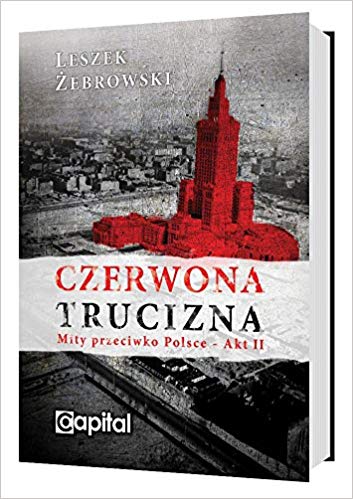 LESZEK
ŻEBROWSKI
CZERWONA
TRUCIZNA
Mity przeciwko Polsce - Akt II
Capital